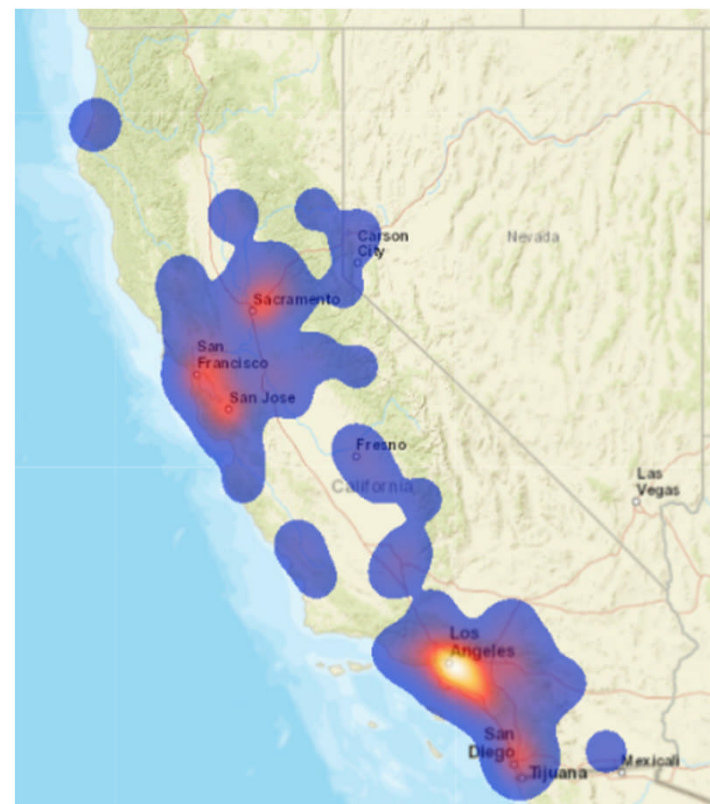 Carson
City
Nevada
Sacramento
San
Francisco
San Jose
Fresno
California
Las
Vegas
Los
Angeles
San
Diego
Tijuana
Mexicali